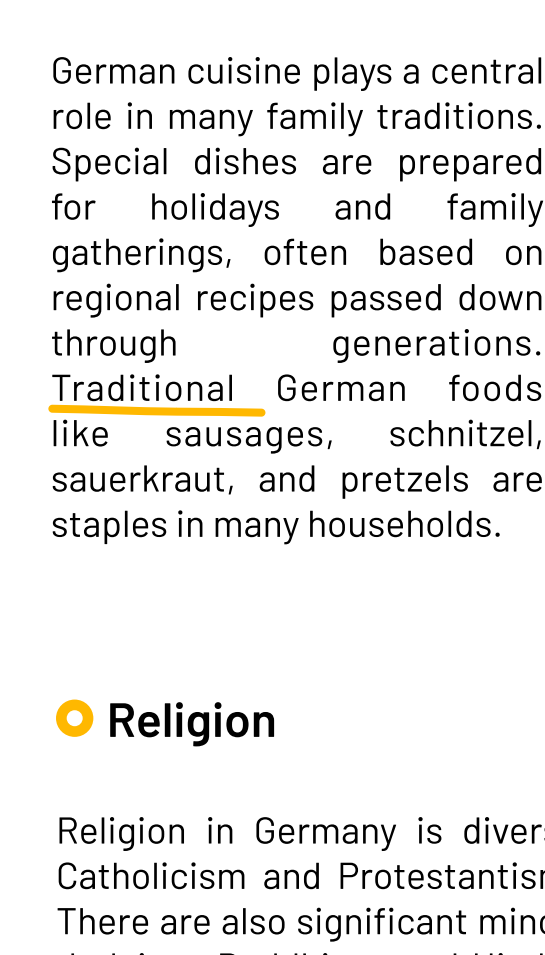 German cuisine plays a central
role in many family traditions.
Special dishes are prepared
for holidays and family
gatherings, often based on
regional recipes passed down
through generations.
Traditional German foods
like sausages, schnitzel,
sauerkraut, and pretzels are
staples in many households.
Religion
Religion in Germany is
Catholicism and
There are also significant